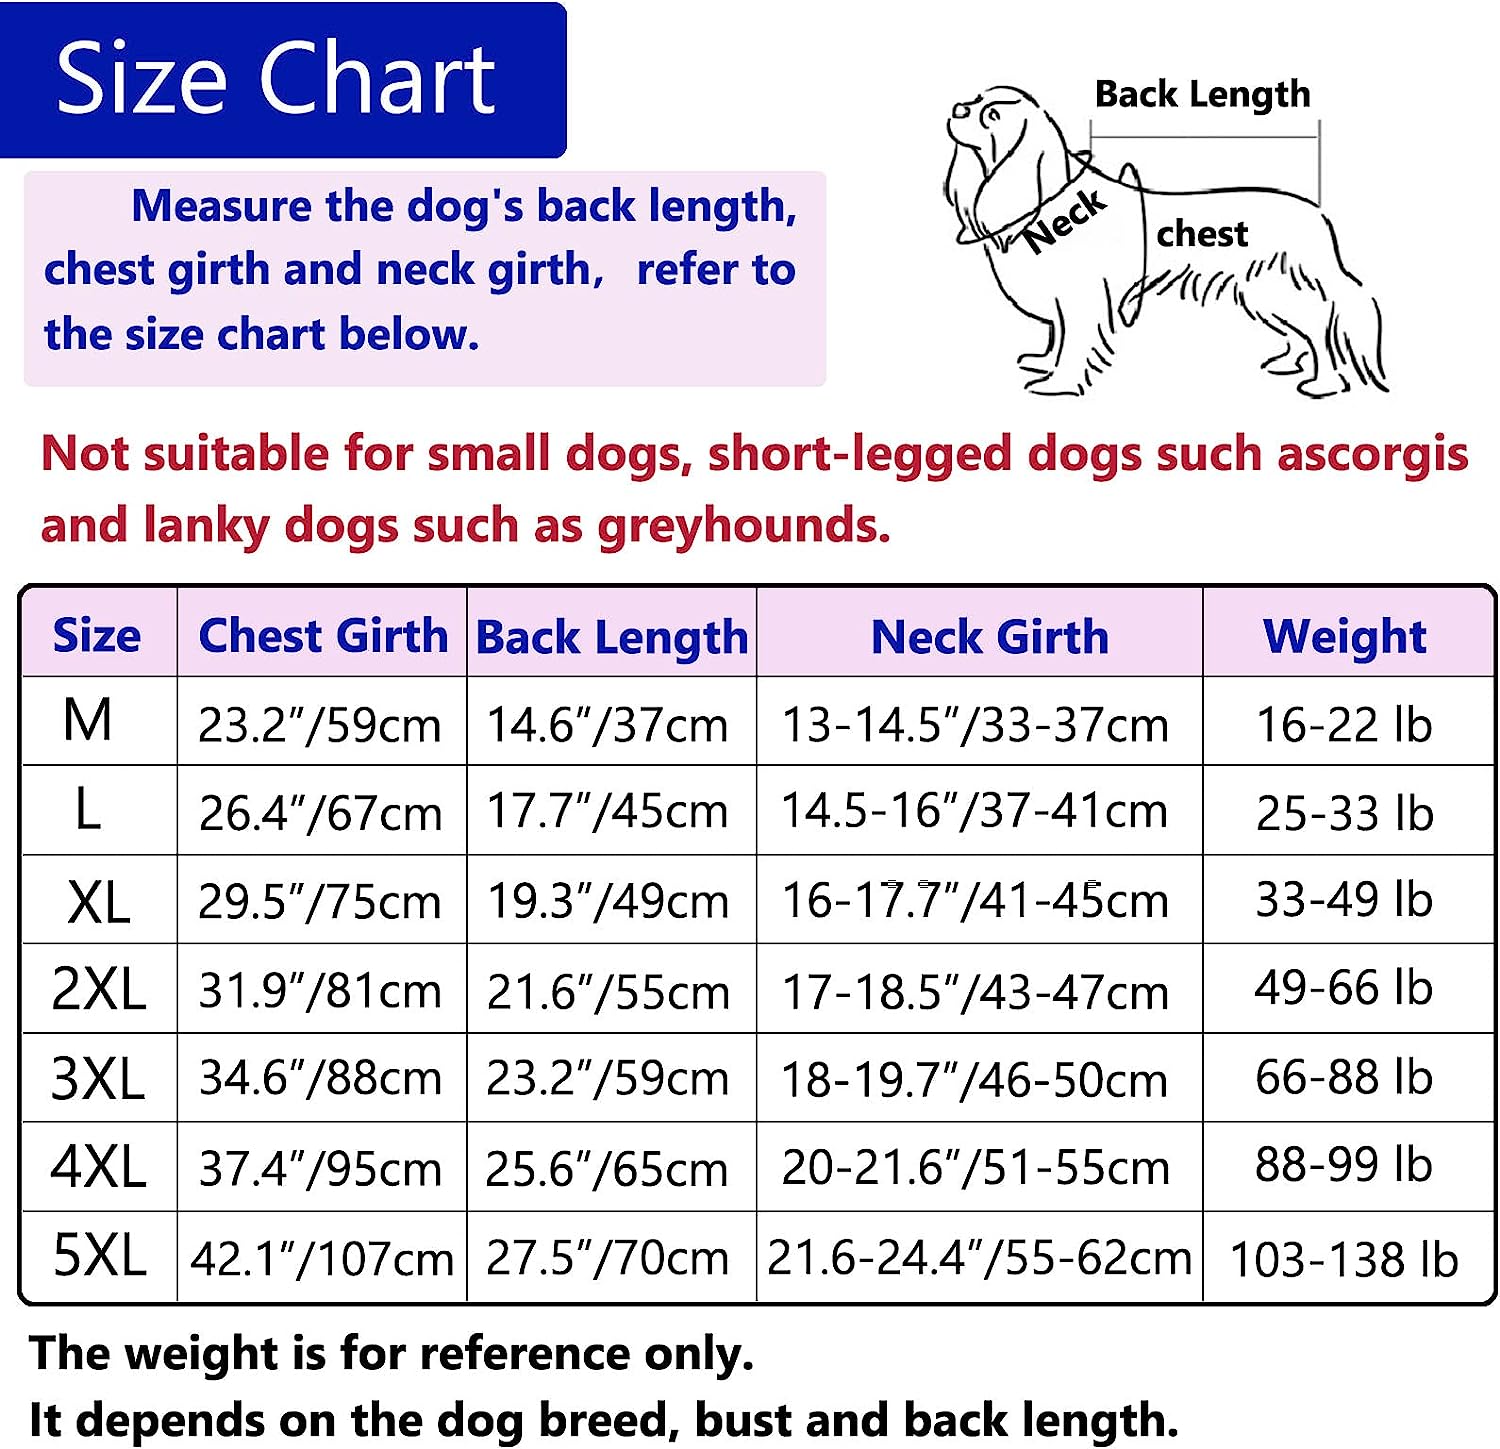 Size Chart
Back Length
Neck
chest
Measure the dog's back length,
chest girth and neck girth, refer to
the size chart below.
Not suitable for small dogs, short-legged dogs such ascorgis
and lanky dogs such as greyhounds.
Size Chest Girth Back Length Neck Girth Weight
M 23.2"/59cm 14.6"/37cm 13-14.5"/33-37cm 16-22 lb
L 26.4"/67cm 17.7"/45cm 14.5-16"/37-41cm 25-33 lb
XL 29.5"/75cm 19.3"/49cm 16-17.7"/41-45cm 33-49 lb
2XL 31.9"/81cm 21.6"/55cm 17-18.5"/43-47cm 49-66 lb
3XL 34.6"/88cm 23.2"/59cm 18-19.7"/46-50cm 66-88 lb
4XL 37.4"/95cm 25.6"/65cm 20-21.6"/51-55cm 88-99 lb
5XL 42.1"/107cm 27.5"/70cm 21.6-24.4"/55-62cm 103-138 lb
The weight is for reference only.
It depends on the dog breed, bust and back length.